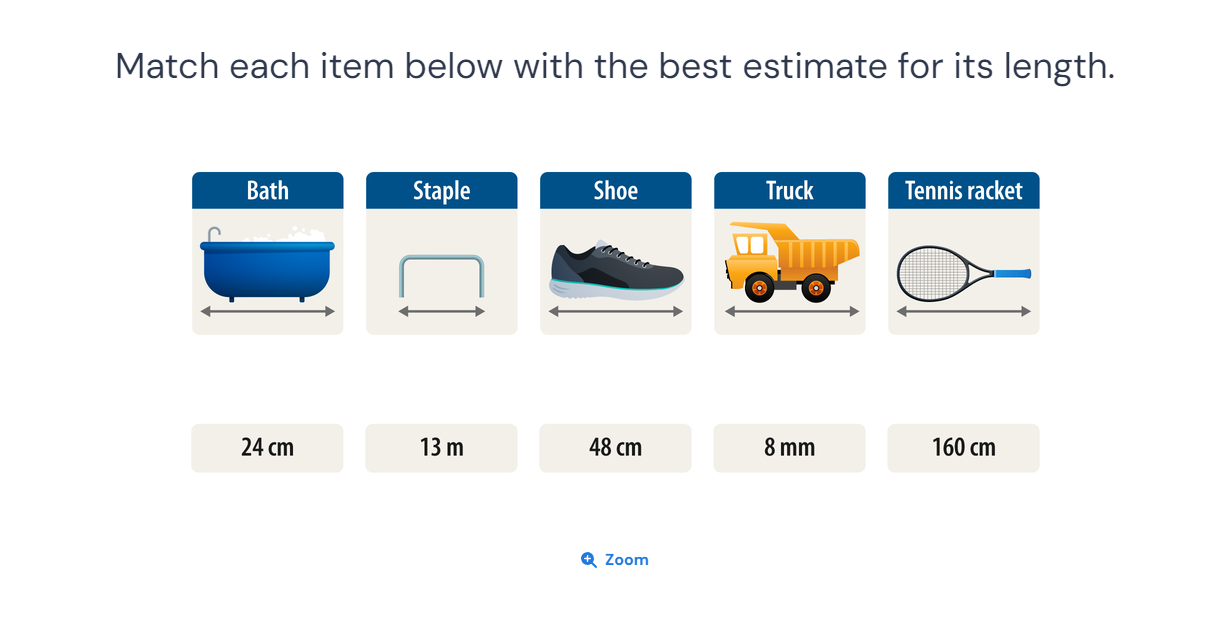 Match each item below with the best estimate for its length.
Bath Staple Shoe Truck Tennis racket
24 cm 13 m 48 cm 8 mm 160 cm
Zoom